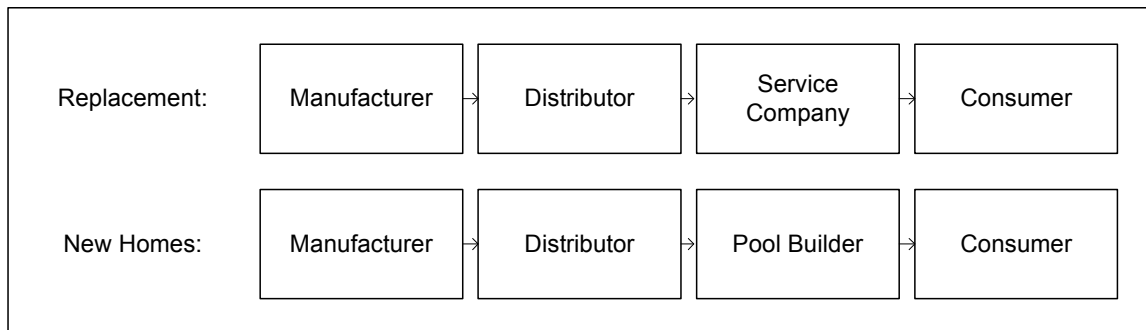 Replacement: Manufacturer Distributor Service Company Consumer
New Homes: Manufacturer Distributor Pool Builder Consumer